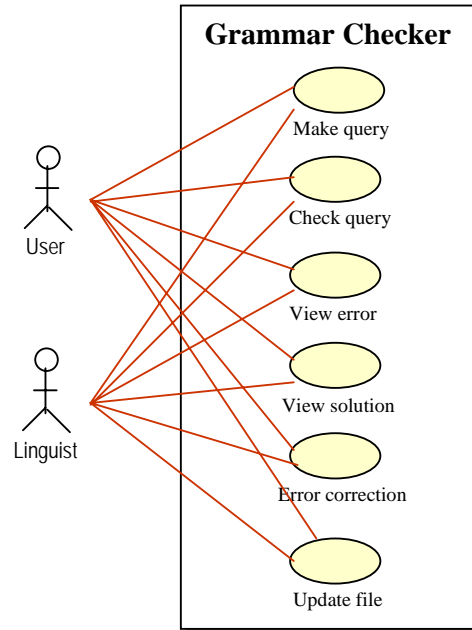 Grammar Checker
Make query
Check query
User
View error
View solution
Linguist
Error correction
Update file